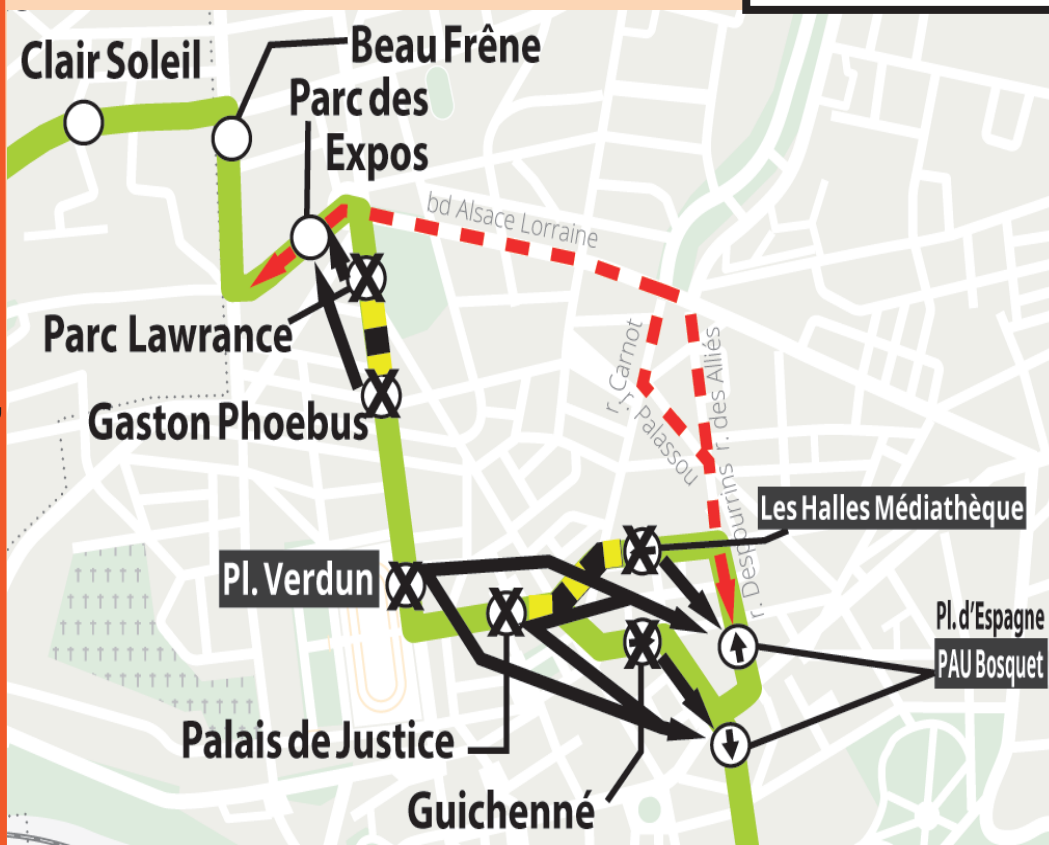 Clair Soleil
Beau Frêne
Parc des
Expos
bd Alsace Lorraine
Parc Lawrance
r. Carnot
r. Palassou
r. des Alliés
Gaston Phoebus
r. Despourrins
Les Halles Médiathèque
Pl. Verdun
Pl. d'Espagne
PAU Bosquet
Palais de Justice
Guichenné